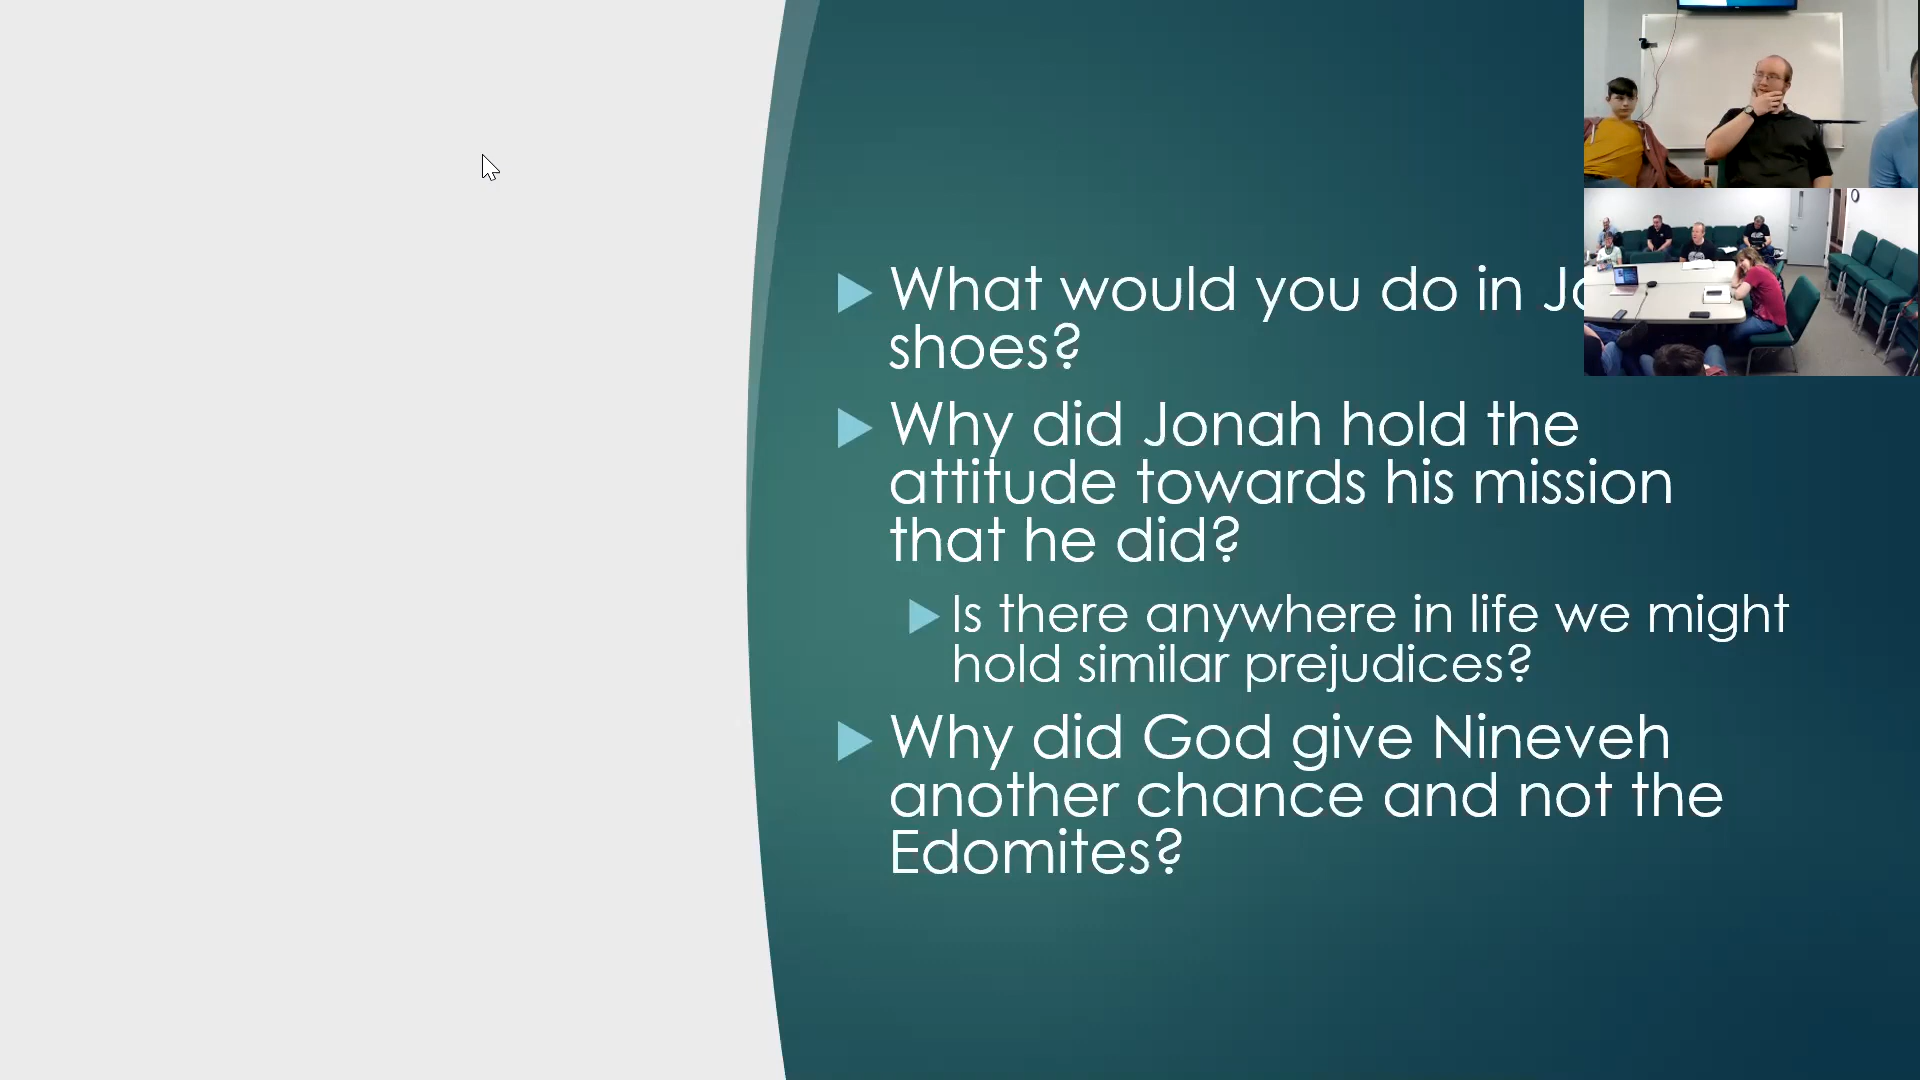 What would you do in
shoes?
Why did Jonah hold the
attitude towards his mission
that he did?
Is there anywhere in life we might
hold similar prejudices?
Why did God give Nineveh
another chance and not the
Edomites?